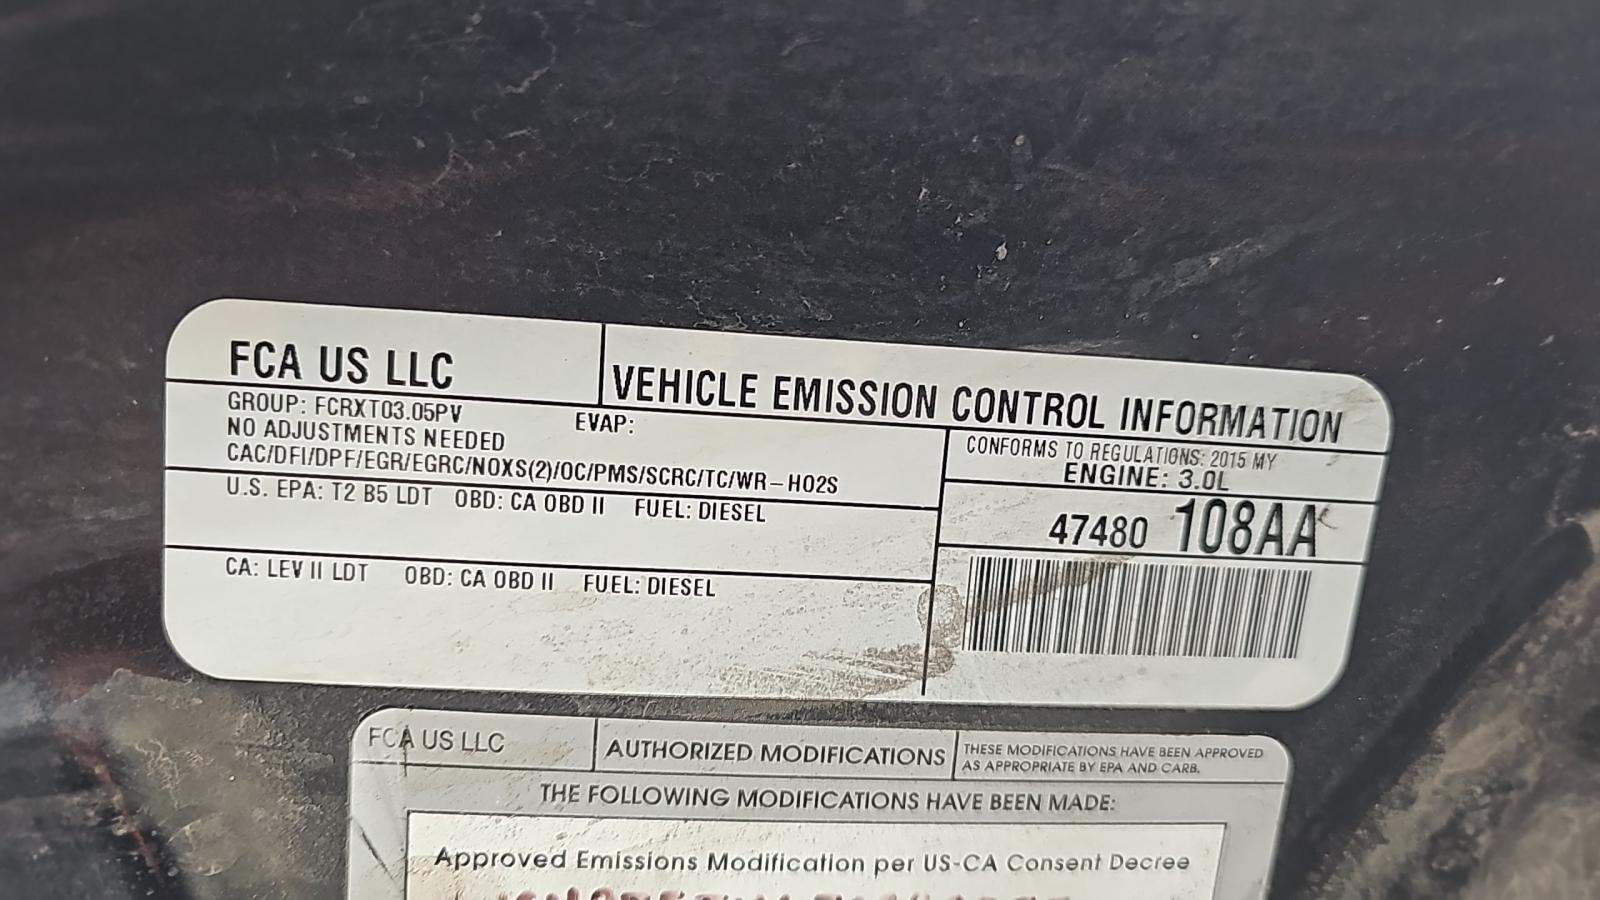 FCA US LLC
VEHICLE EMISSION CONTROL INFORMATION
GROUP: FCRXT03.05PV EVAP:
NO ADJUSTMENTS NEEDED
CAC/DFI/DPF/EGR/EGRC/NOXS(2)/OC/PMS/SCRC/TC/WR-HO2S
CONFORMS TO REGULATIONS: 2015 MY
ENGINE: 3.0L
U.S. EPA: T2 B5 LDT OBD: CA OBD II FUEL: DIESEL
47480 108AA
CA: LEV II LDT OBD: CA OBD II FUEL: DIESEL
FCA US LLC
AUTHORIZED MODIFICATIONS
THESE MODIFICATIONS HAVE BEEN APPROVED
AS APPROPRIATE BY EPA AND CARB.
THE FOLLOWING MODIFICATIONS HAVE BEEN MADE:
Approved Emissions Modification per US-CA Consent Decree